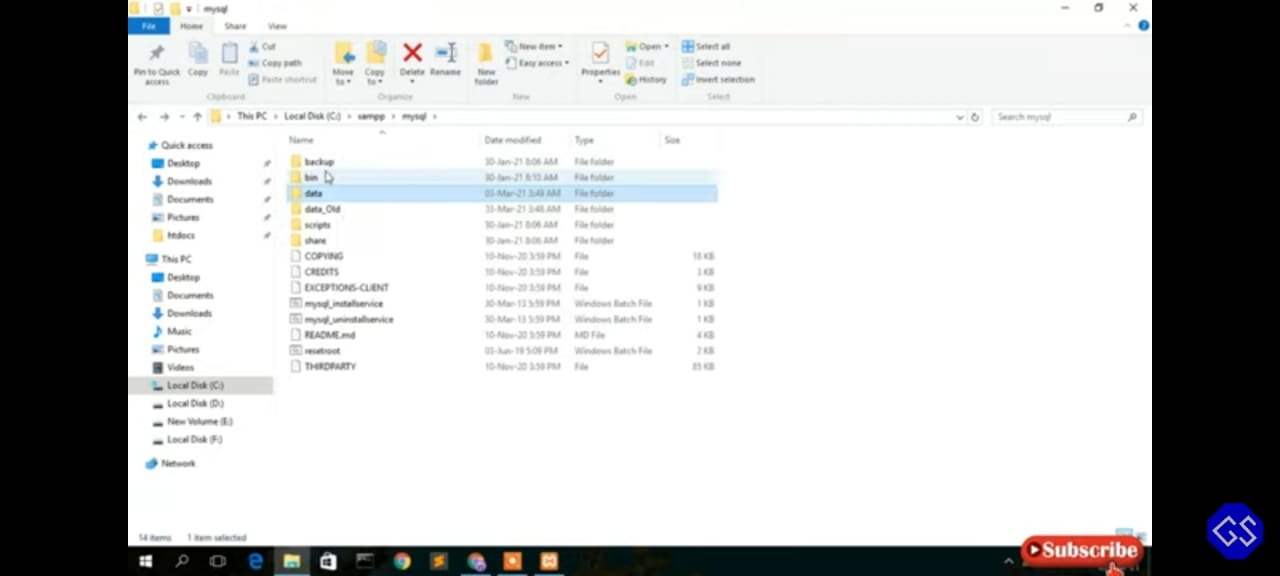 mysql
File Home Share View
Pin to Quick access
Copy
Paste
Cut
Copy path
Paste shortcut
Move to
Copy to
Delete
Rename
New folder
New item
Easy access
Properties
Open
Edit
History
Select all
Select none
Invert selection
Clipboard Organize New Open Select
This PC Local Disk (C:) xampp mysql
Search mysql
Name Date modified Type Size
Quick access
Desktop
Downloads
Documents
Pictures
htdocs
This PC
Desktop
Documents
Downloads
Music
Pictures
Videos
Local Disk (C:)
Local Disk (D:)
New Volume (E:)
Local Disk (F:)
Network
backup 30-Jan-21 8:06 AM File folder
bin 30-Jan-21 8:10 AM File folder
data 03-Mar-21 3:49 AM File folder
data_Old 03-Mar-21 3:48 AM File folder
scripts 30-Jan-21 8:06 AM File folder
share 30-Jan-21 8:06 AM File folder
COPYING 10-Nov-20 3:59 PM File 18 KB
CREDITS 10-Nov-20 3:59 PM File 3 KB
EXCEPTIONS-CLIENT 10-Nov-20 3:59 PM File 9 KB
mysql_installservice 30-Mar-13 5:59 PM Windows Batch File 1 KB
mysql_uninstallservice 30-Mar-13 5:59 PM Windows Batch File 1 KB
README.md 10-Nov-20 3:59 PM MD File 4 KB
resetroot 03-Jun-19 5:09 PM Windows Batch File 2 KB
THIRDPARTY 10-Nov-20 3:59 PM File 85 KB
14 items 1 item selected
Subscribe
GS